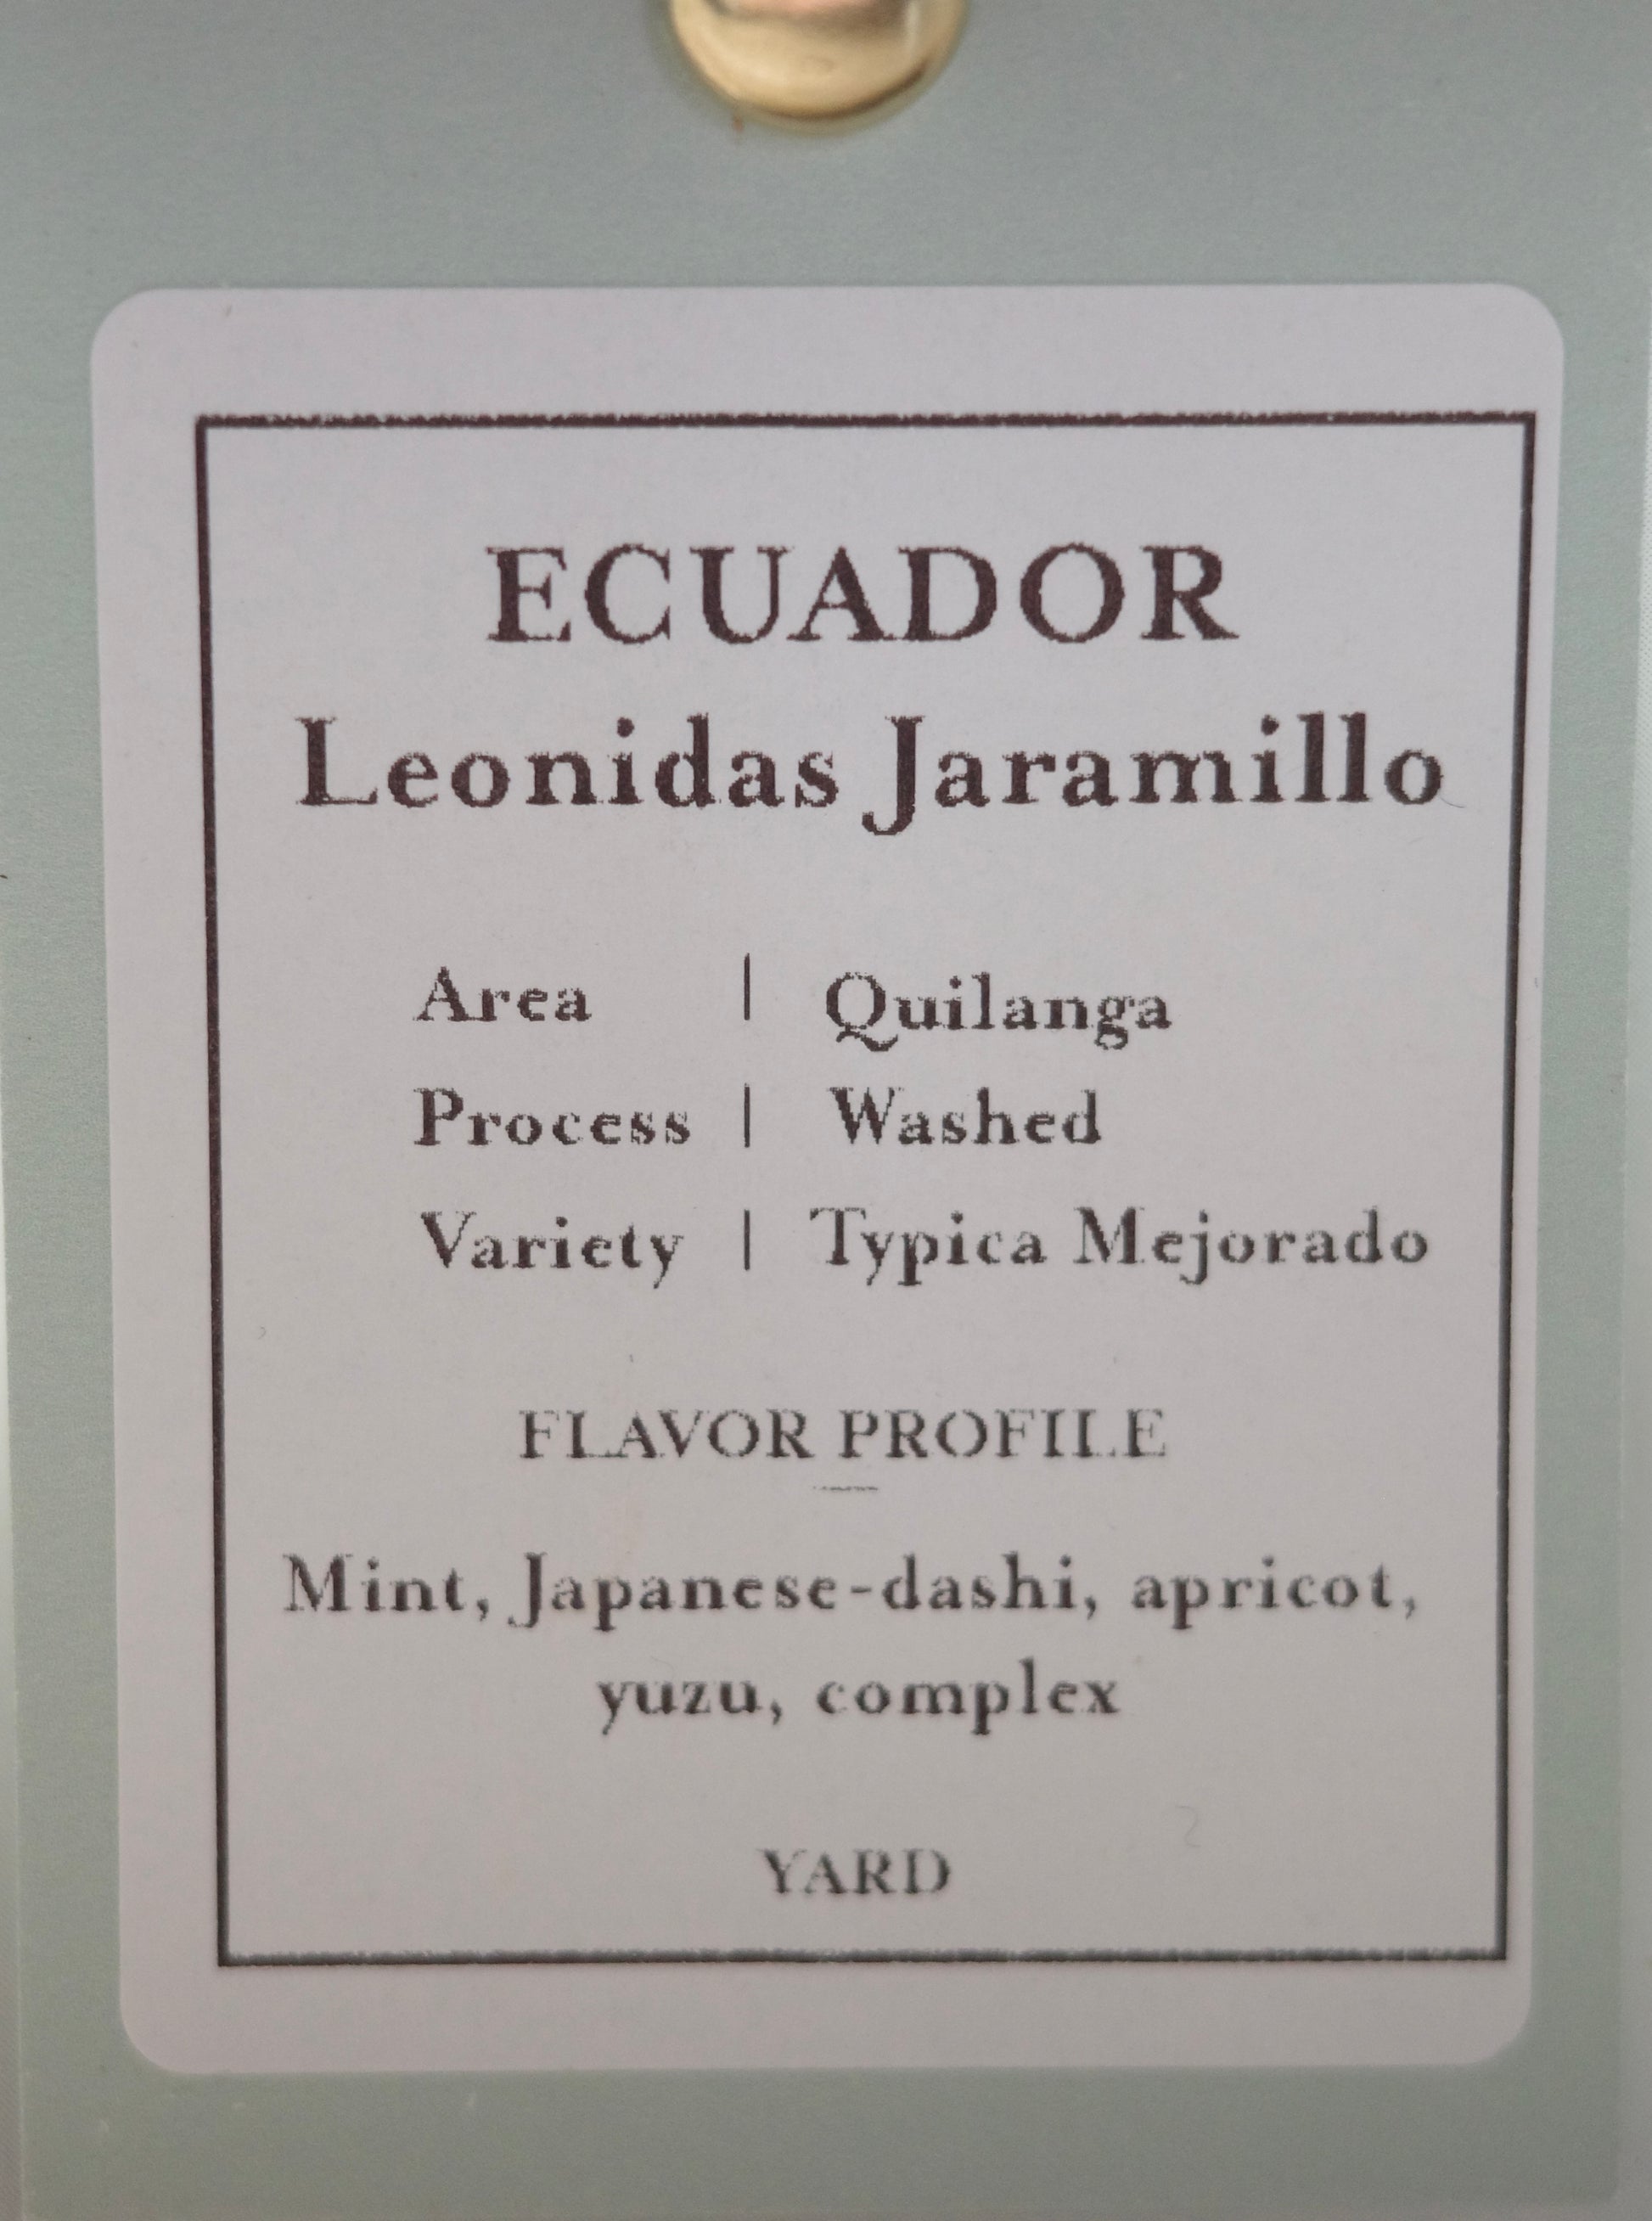 ECUADOR
Leonidas Jaramillo
Area | Quilanga
Process | Washed
Variety | Typica Mejorado
FLAVOR PROFILE
Mint, Japanese-dashi, apricot,
yuzu, complex
YARD